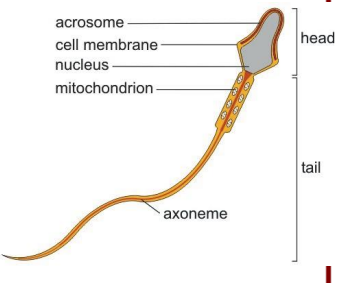 acrosome
cell membrane
head
nucleus
mitochondrion
tail
axoneme